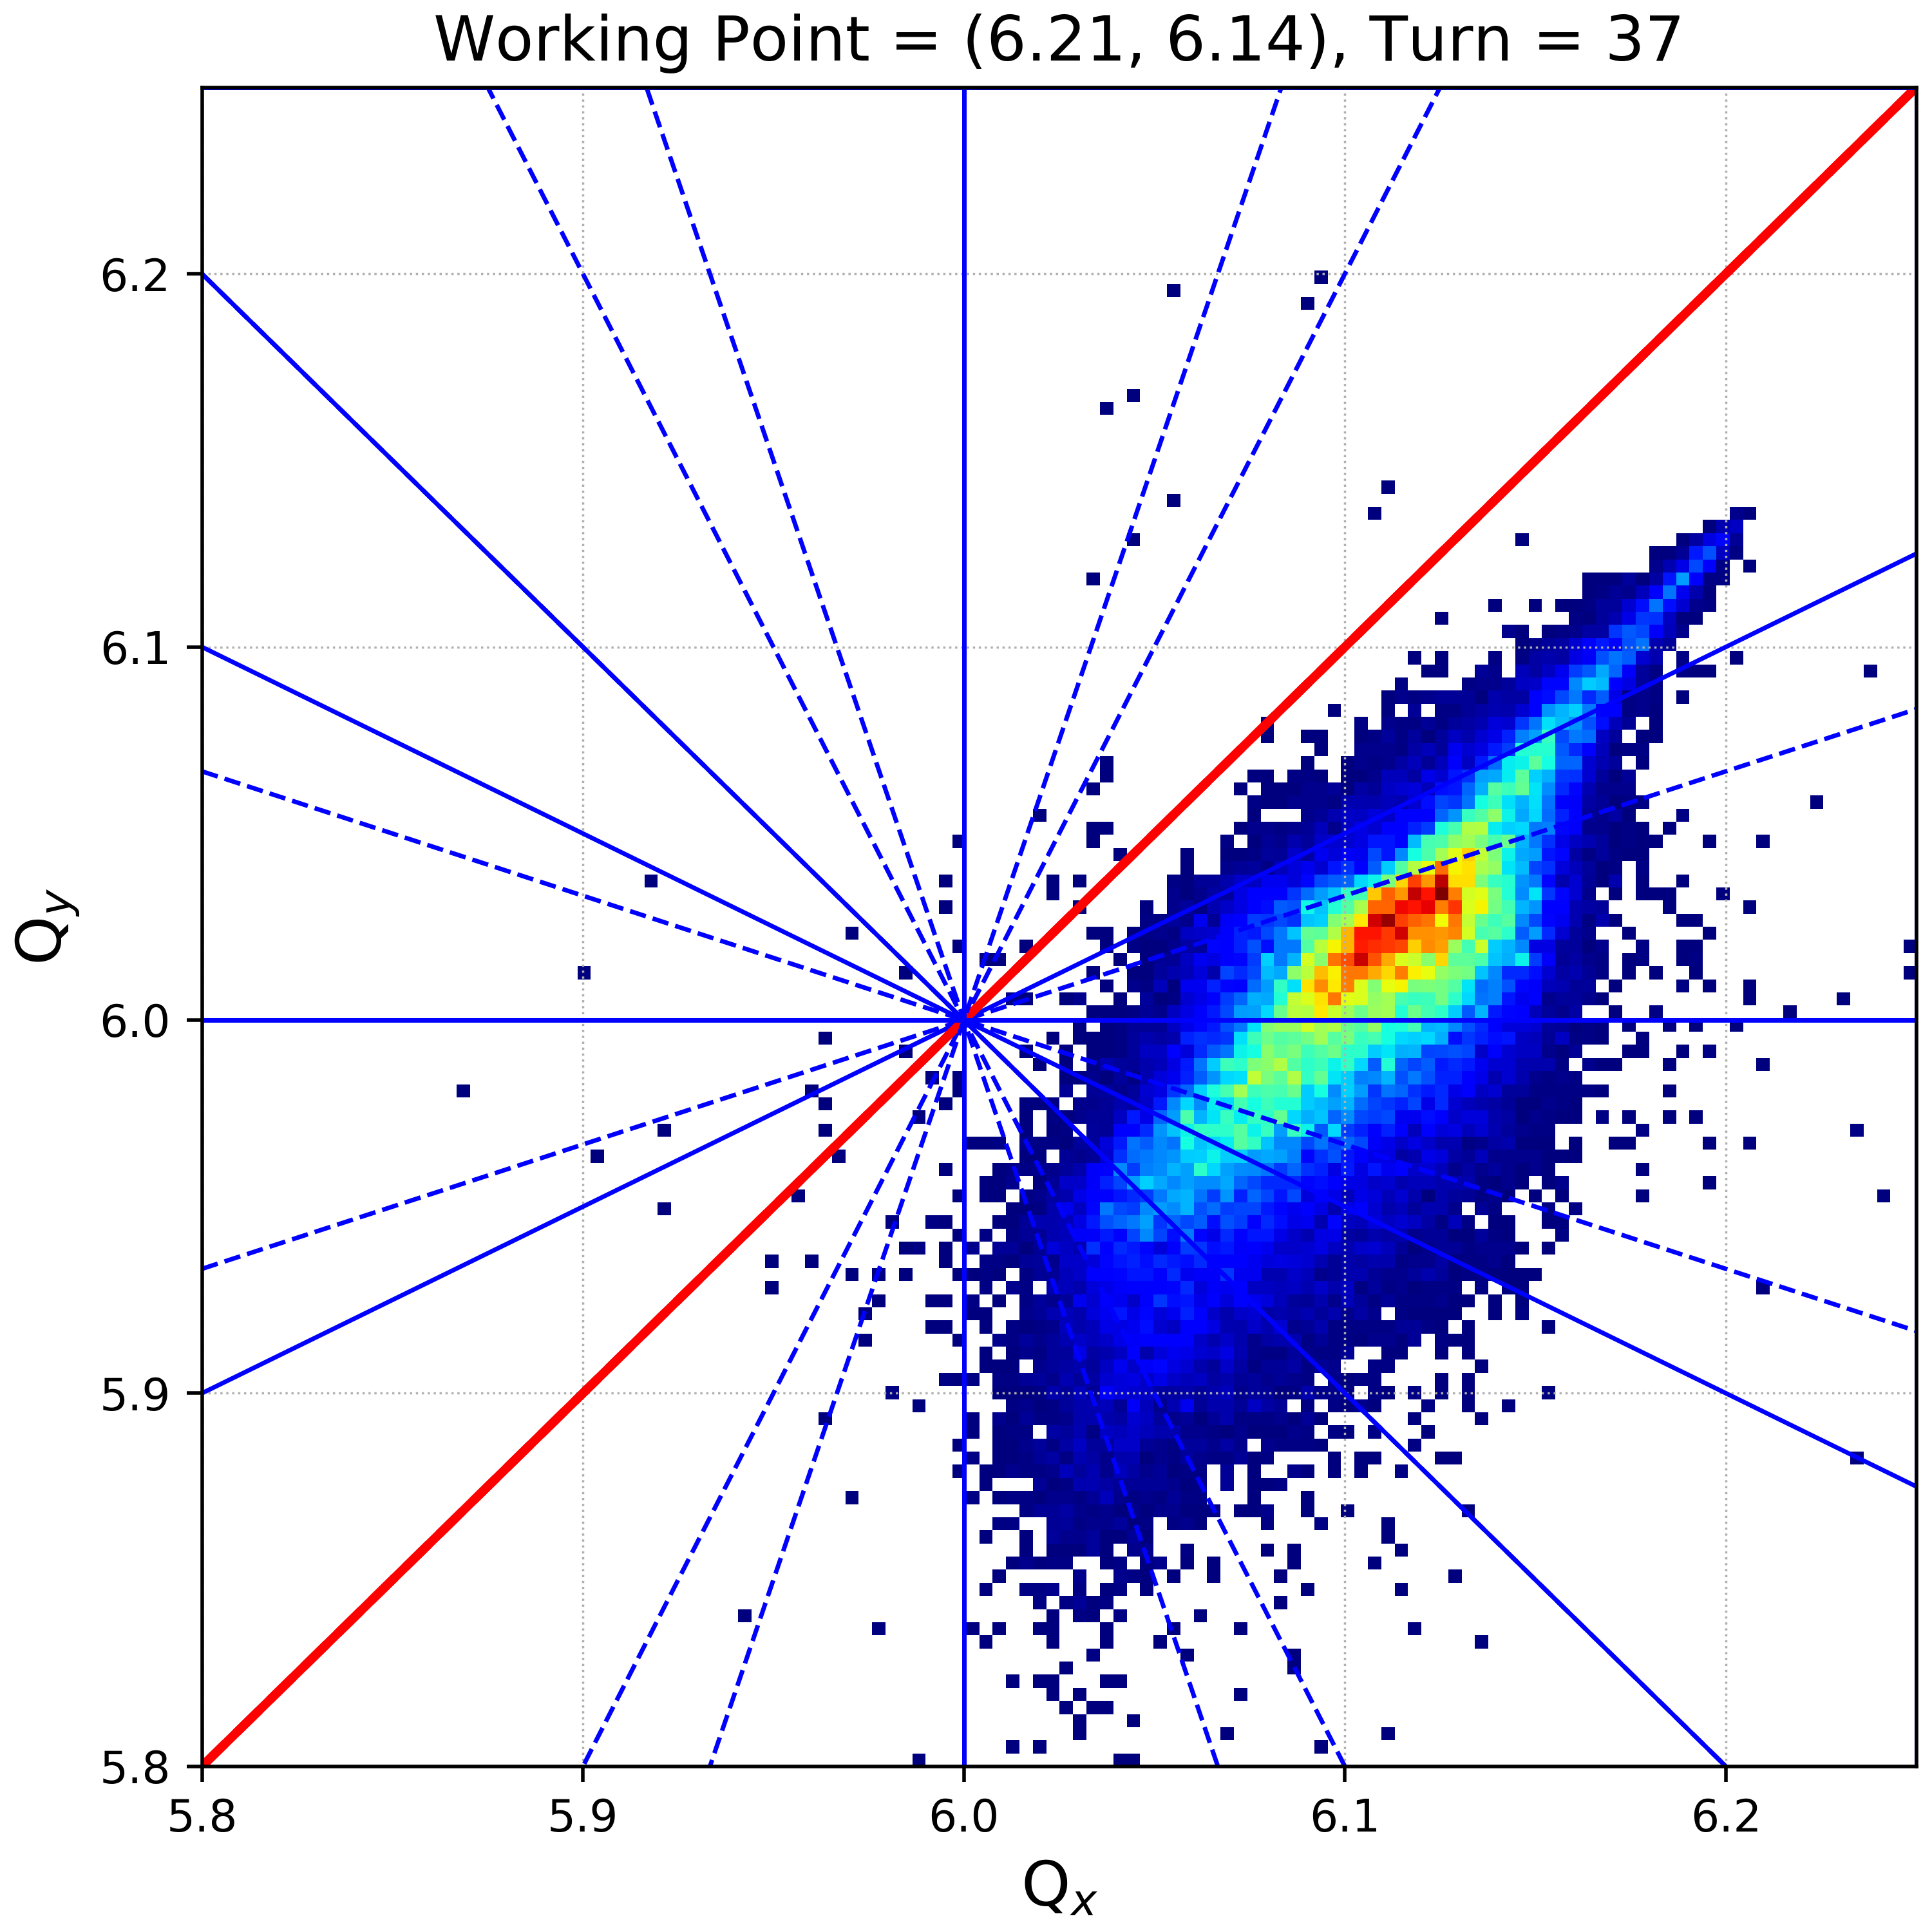 Working Point = (6.21, 6.14), Turn = 37
6.2
6.1
6.0
5.9
5.8
Qy
5.8 5.9 6.0 6.1 6.2
Qx